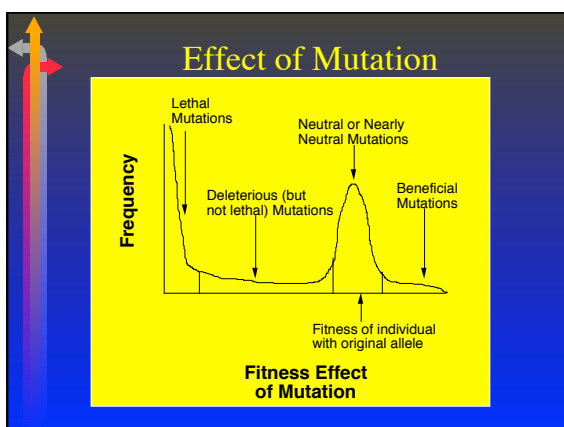 Effect of Mutation
Lethal
Mutations
Neutral or Nearly
Neutral Mutations
Deleterious (but
not lethal) Mutations
Beneficial
Mutations
Frequency
Fitness of individual
with original allele
Fitness Effect
of Mutation